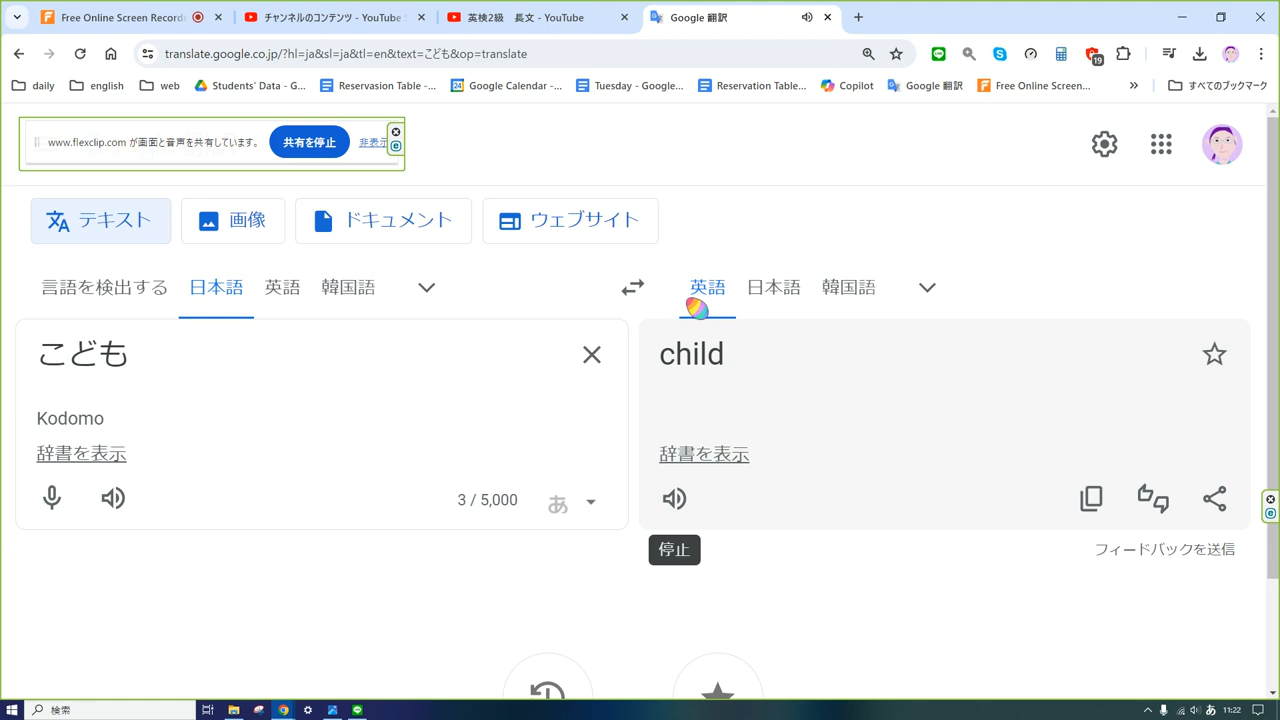 Free Online Screen Record
チャンネルのコンテンツ - YouTube
英検2級 長文 - YouTube
Google 翻訳
translate.google.co.jp/?hl=ja&sl=ja&tl=en&text=こども&op=translate
19
daily
english
web
Students' Data - G...
Reservasion Table -...
Google Calendar -...
Tuesday - Google...
Reservation Table...
Copilot
Google 翻訳
Free Online Screen...
すべてのブックマーク
www.flexclip.com が画面と音声を共有しています。
共有を停止
非表示
テキスト
画像
ドキュメント
ウェブサイト
言語を検出する
日本語
英語
韓国語
英語
日本語
韓国語
こども
child
Kodomo
辞書を表示
辞書を表示
3 / 5,000
あ
停止
フィードバックを送信
検索
あ
11:22